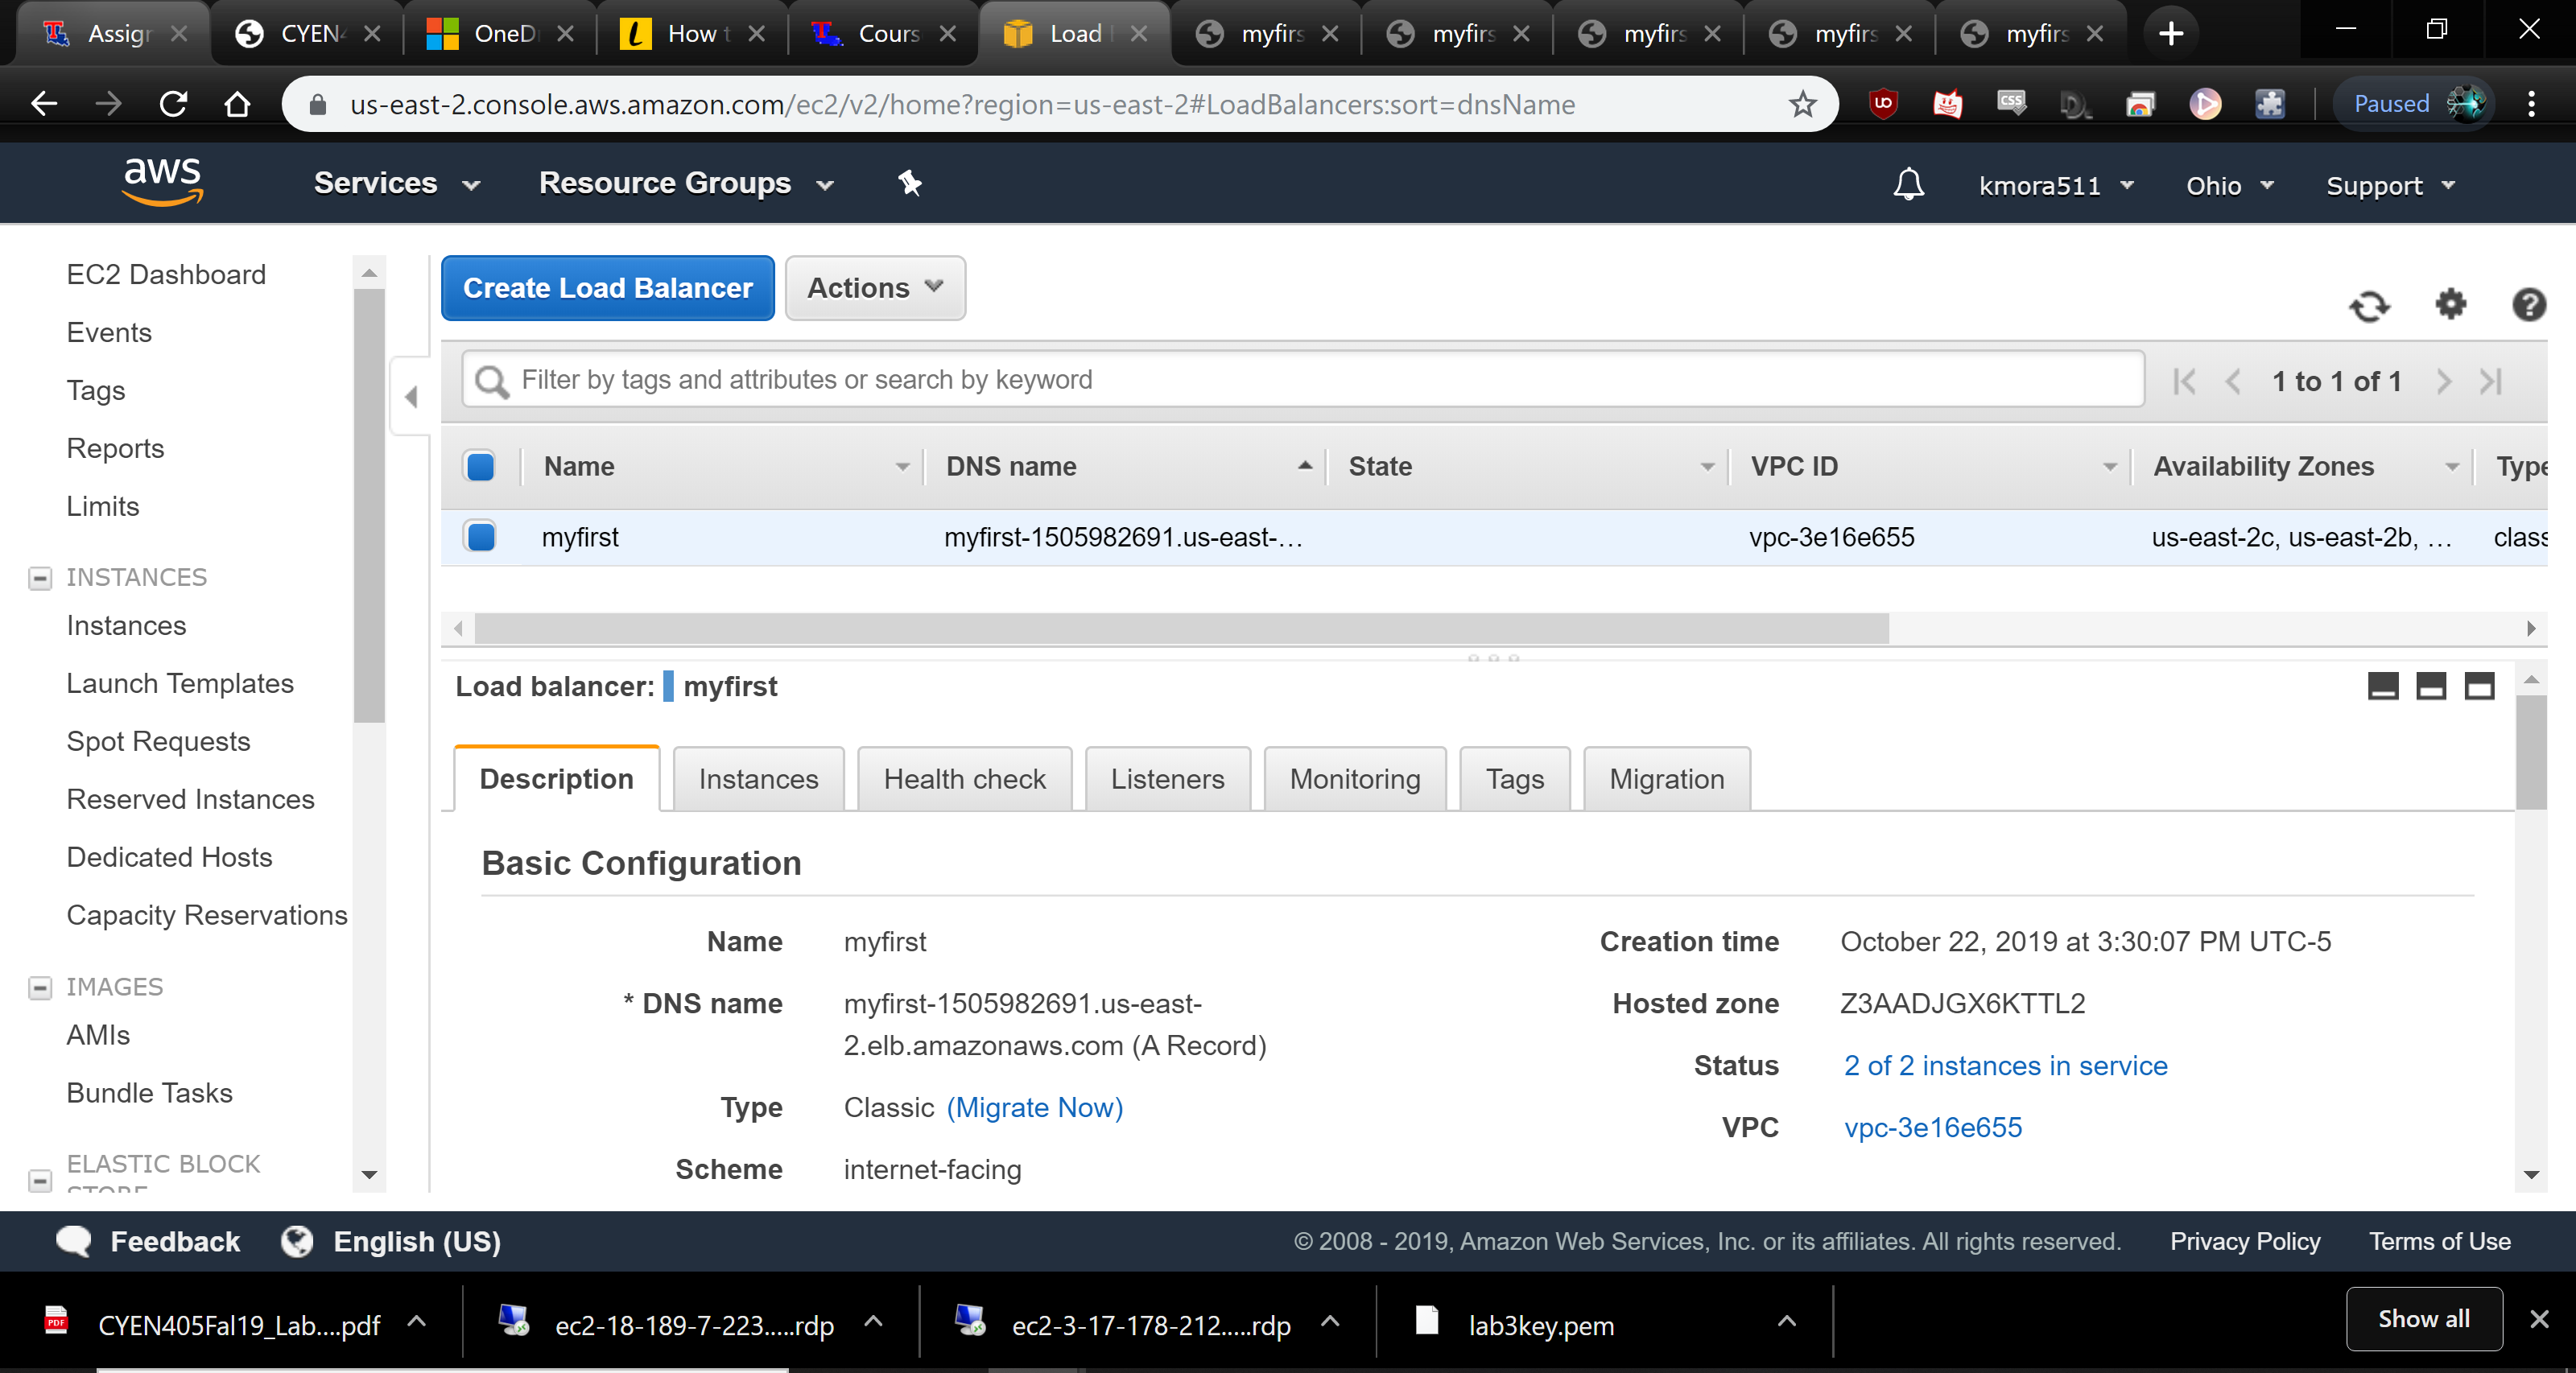 Assigr
CYEN-
OneD
How t
Cours
Load
myfirs
myfirs
myfirs
myfirs
myfirs
us-east-2.console.aws.amazon.com/ec2/v2/home?region=us-east-2#LoadBalancers:sort=dnsName
Paused
aws
Services
Resource Groups
kmora511
Ohio
Support
EC2 Dashboard
Events
Tags
Reports
Limits
INSTANCES
Instances
Launch Templates
Spot Requests
Reserved Instances
Dedicated Hosts
Capacity Reservations
IMAGES
AMIs
Bundle Tasks
ELASTIC BLOCK
STORE
Create Load Balancer
Actions
Filter by tags and attributes or search by keyword
1 to 1 of 1
Name
DNS name
State
VPC ID
Availability Zones
Type
myfirst
myfirst-1505982691.us-east-…
vpc-3e16e655
us-east-2c, us-east-2b, …
class
Load balancer: myfirst
Description
Instances
Health check
Listeners
Monitoring
Tags
Migration
Basic Configuration
Name myfirst
* DNS name myfirst-1505982691.us-east-
2.elb.amazonaws.com (A Record)
Type Classic (Migrate Now)
Scheme internet-facing
Creation time October 22, 2019 at 3:30:07 PM UTC-5
Hosted zone Z3AADJGX6KTTL2
Status 2 of 2 instances in service
VPC vpc-3e16e655
Feedback
English (US)
© 2008 - 2019, Amazon Web Services, Inc. or its affiliates. All rights reserved.
Privacy Policy
Terms of Use
CYEN405Fal19_Lab....pdf
ec2-18-189-7-223.....rdp
ec2-3-17-178-212.....rdp
lab3key.pem
Show all